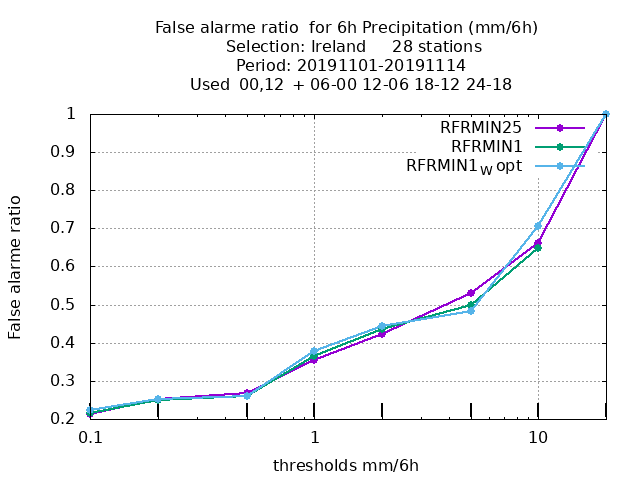 False alarme ratio  for 6h Precipitation (mm/6h)
Selection: Ireland     28 stations
Period: 20191101-20191114
Used  00,12  + 06-00 12-06 18-12 24-18
RFRMIN25
RFRMIN1
RFRMIN1w opt
1
0.9
0.8
0.7
0.6
0.5
0.4
0.3
0.2
False alarme ratio
0.1
1
10
thresholds mm/6h